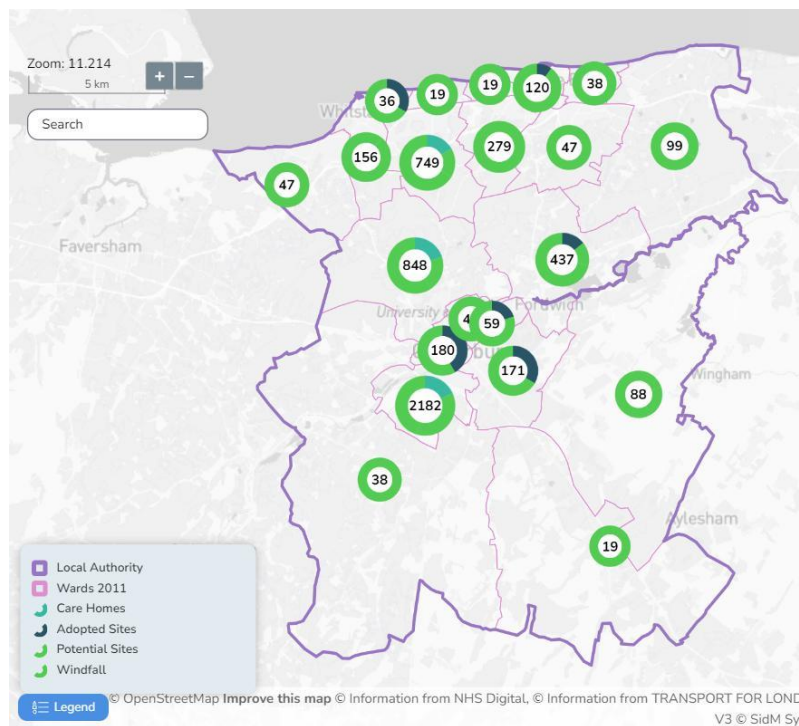 Zoom: 11.214
5 km
+
−
Search
36
19
19
120
38
156
749
279
47
99
47
Faversham
848
437
University
Fordwich
59
180
171
2182
88
Wingham
38
19
Aylesham
Local Authority
Wards 2011
Care Homes
Adopted Sites
Potential Sites
Windfall
Legend
© OpenStreetMap Improve this map © Information from NHS Digital, © Information from TRANSPORT FOR LOND
V3 © SidM Sy